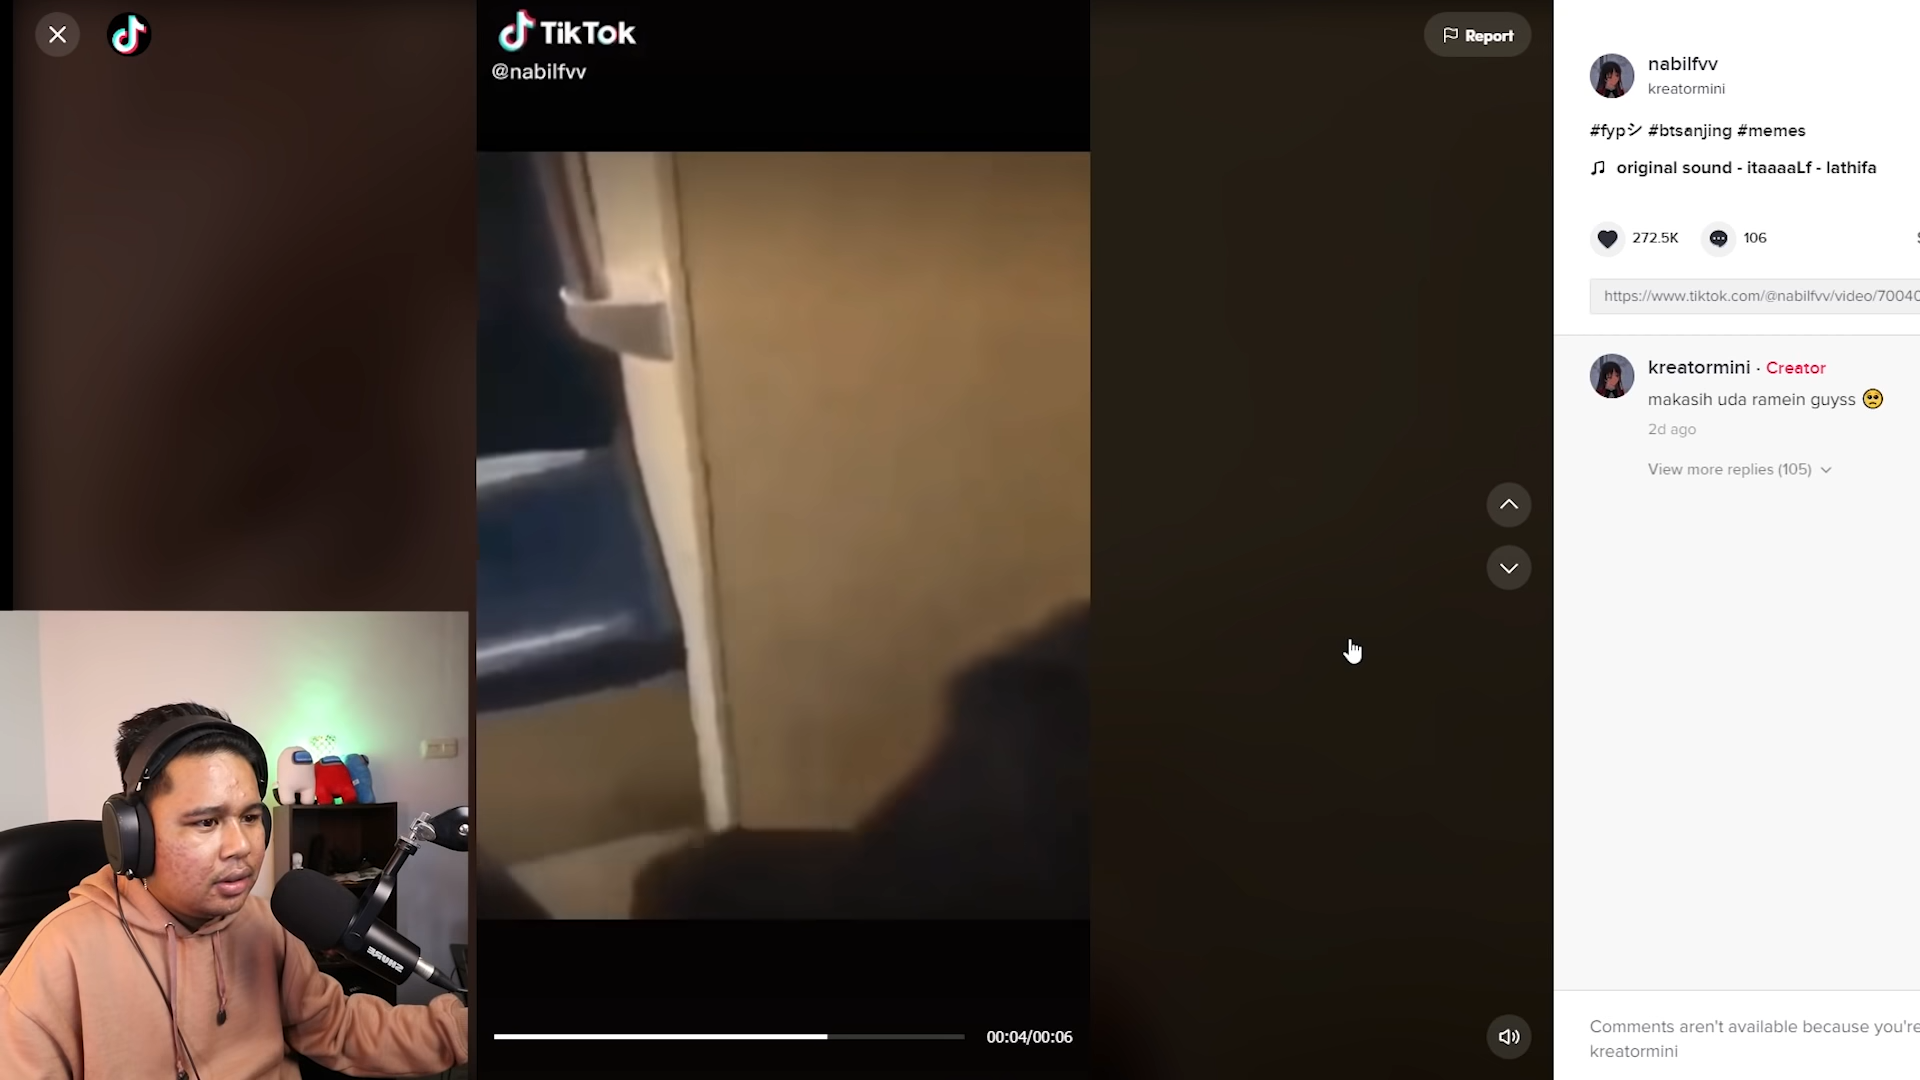 TikTok
@nabilfvv
Report
nabilfvv
kreatormini
#fypシ #btsanjing #memes
original sound - itaaaaLf - lathifa
272.5K
106
https://www.tiktok.com/@nabilfvv/video/70040
kreatormini · Creator
makasih uda ramein guyss 🥺
2d ago
View more replies (105)
00:04/00:06
Comments aren't available because you're
kreatormini
SHURE